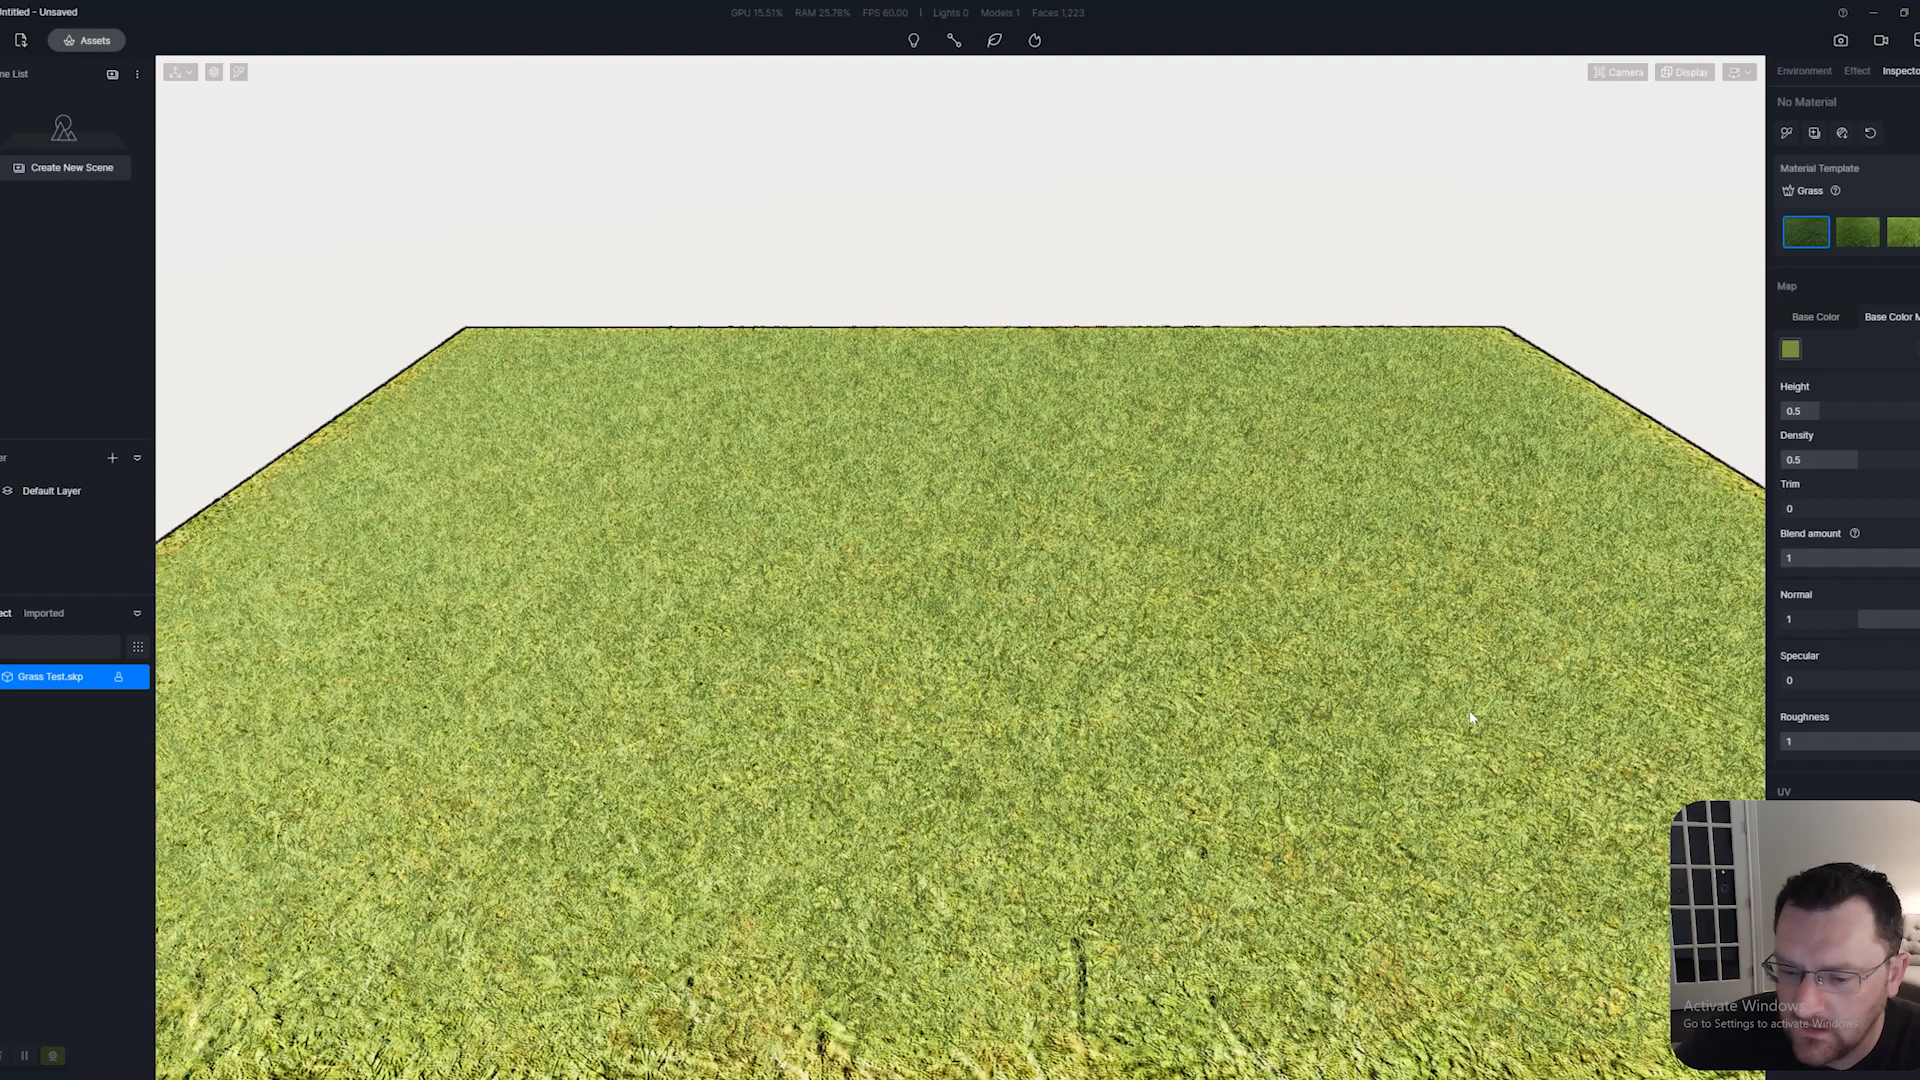 Untitled - Unsaved
GPU 15.51% RAM 25.78% FPS 60.00 | Lights 0 Models 1 Faces 1,223
Assets
ne List
Create New Scene
er
Default Layer
ect Imported
Grass Test.skp
Camera Display
Environment Effect Inspecto
No Material
Material Template
Grass
Map
Base Color Base Color M
Height
0.5
Density
0.5
Trim
0
Blend amount
1
Normal
1
Specular
0
Roughness
1
UV
Activate Windows
Go to Settings to activate Windows.